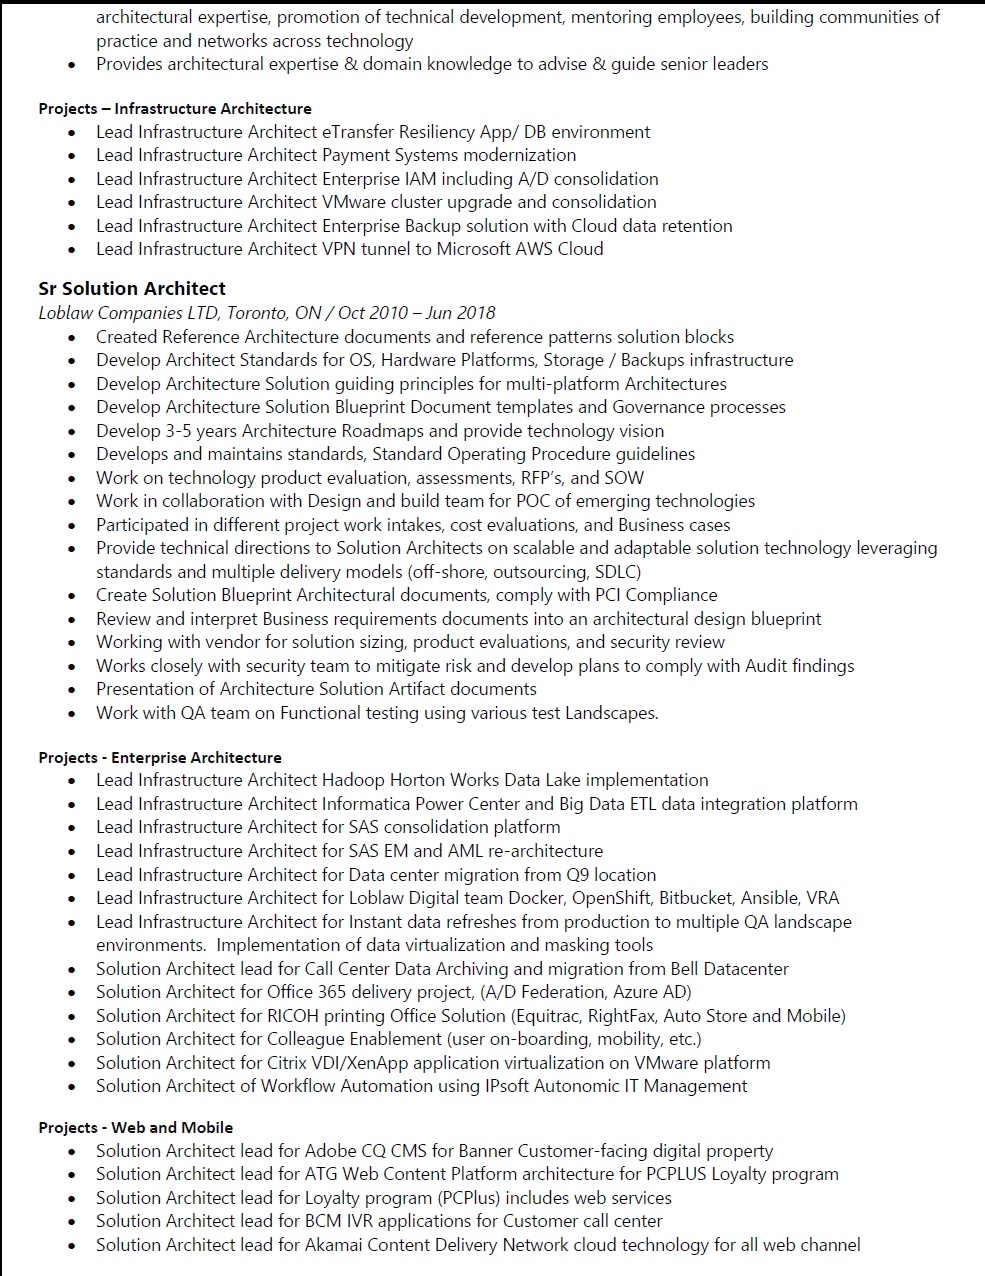 architectural expertise, promotion of technical development, mentoring employees, building communities of
practice and networks across technology
• Provides architectural expertise & domain knowledge to advise & guide senior leaders
Projects – Infrastructure Architecture
• Lead Infrastructure Architect eTransfer Resiliency App/ DB environment
• Lead Infrastructure Architect Payment Systems modernization
• Lead Infrastructure Architect Enterprise IAM including A/D consolidation
• Lead Infrastructure Architect VMware cluster upgrade and consolidation
• Lead Infrastructure Architect Enterprise Backup solution with Cloud data retention
• Lead Infrastructure Architect VPN tunnel to Microsoft AWS Cloud
Sr Solution Architect
Loblaw Companies LTD, Toronto, ON / Oct 2010 – Jun 2018
• Created Reference Architecture documents and reference patterns solution blocks
• Develop Architect Standards for OS, Hardware Platforms, Storage / Backups infrastructure
• Develop Architecture Solution guiding principles for multi-platform Architectures
• Develop Architecture Solution Blueprint Document templates and Governance processes
• Develop 3-5 years Architecture Roadmaps and provide technology vision
• Develops and maintains standards, Standard Operating Procedure guidelines
• Work on technology product evaluation, assessments, RFP's, and SOW
• Work in collaboration with Design and build team for POC of emerging technologies
• Participated in different project work intakes, cost evaluations, and Business cases
• Provide technical directions to Solution Architects on scalable and adaptable solution technology leveraging
standards and multiple delivery models (off-shore, outsourcing, SDLC)
• Create Solution Blueprint Architectural documents, comply with PCI Compliance
• Review and interpret Business requirements documents into an architectural design blueprint
• Working with vendor for solution sizing, product evaluations, and security review
• Works closely with security team to mitigate risk and develop plans to comply with Audit findings
• Presentation of Architecture Solution Artifact documents
• Work with QA team on Functional testing using various test Landscapes.
Projects - Enterprise Architecture
• Lead Infrastructure Architect Hadoop Horton Works Data Lake implementation
• Lead Infrastructure Architect Informatica Power Center and Big Data ETL data integration platform
• Lead Infrastructure Architect for SAS consolidation platform
• Lead Infrastructure Architect for SAS EM and AML re-architecture
• Lead Infrastructure Architect for Data center migration from Q9 location
• Lead Infrastructure Architect for Loblaw Digital team Docker, OpenShift, Bitbucket, Ansible, VRA
• Lead Infrastructure Architect for Instant data refreshes from production to multiple QA landscape
environments.  Implementation of data virtualization and masking tools
• Solution Architect lead for Call Center Data Archiving and migration from Bell Datacenter
• Solution Architect for Office 365 delivery project, (A/D Federation, Azure AD)
• Solution Architect for RICOH printing Office Solution (Equitrac, RightFax, Auto Store and Mobile)
• Solution Architect for Colleague Enablement (user on-boarding, mobility, etc.)
• Solution Architect for Citrix VDI/XenApp application virtualization on VMware platform
• Solution Architect of Workflow Automation using IPsoft Autonomic IT Management
Projects - Web and Mobile
• Solution Architect lead for Adobe CQ CMS for Banner Customer-facing digital property
• Solution Architect lead for ATG Web Content Platform architecture for PCPLUS Loyalty program
• Solution Architect lead for Loyalty program (PCPlus) includes web services
• Solution Architect lead for BCM IVR applications for Customer call center
• Solution Architect lead for Akamai Content Delivery Network cloud technology for all web channel